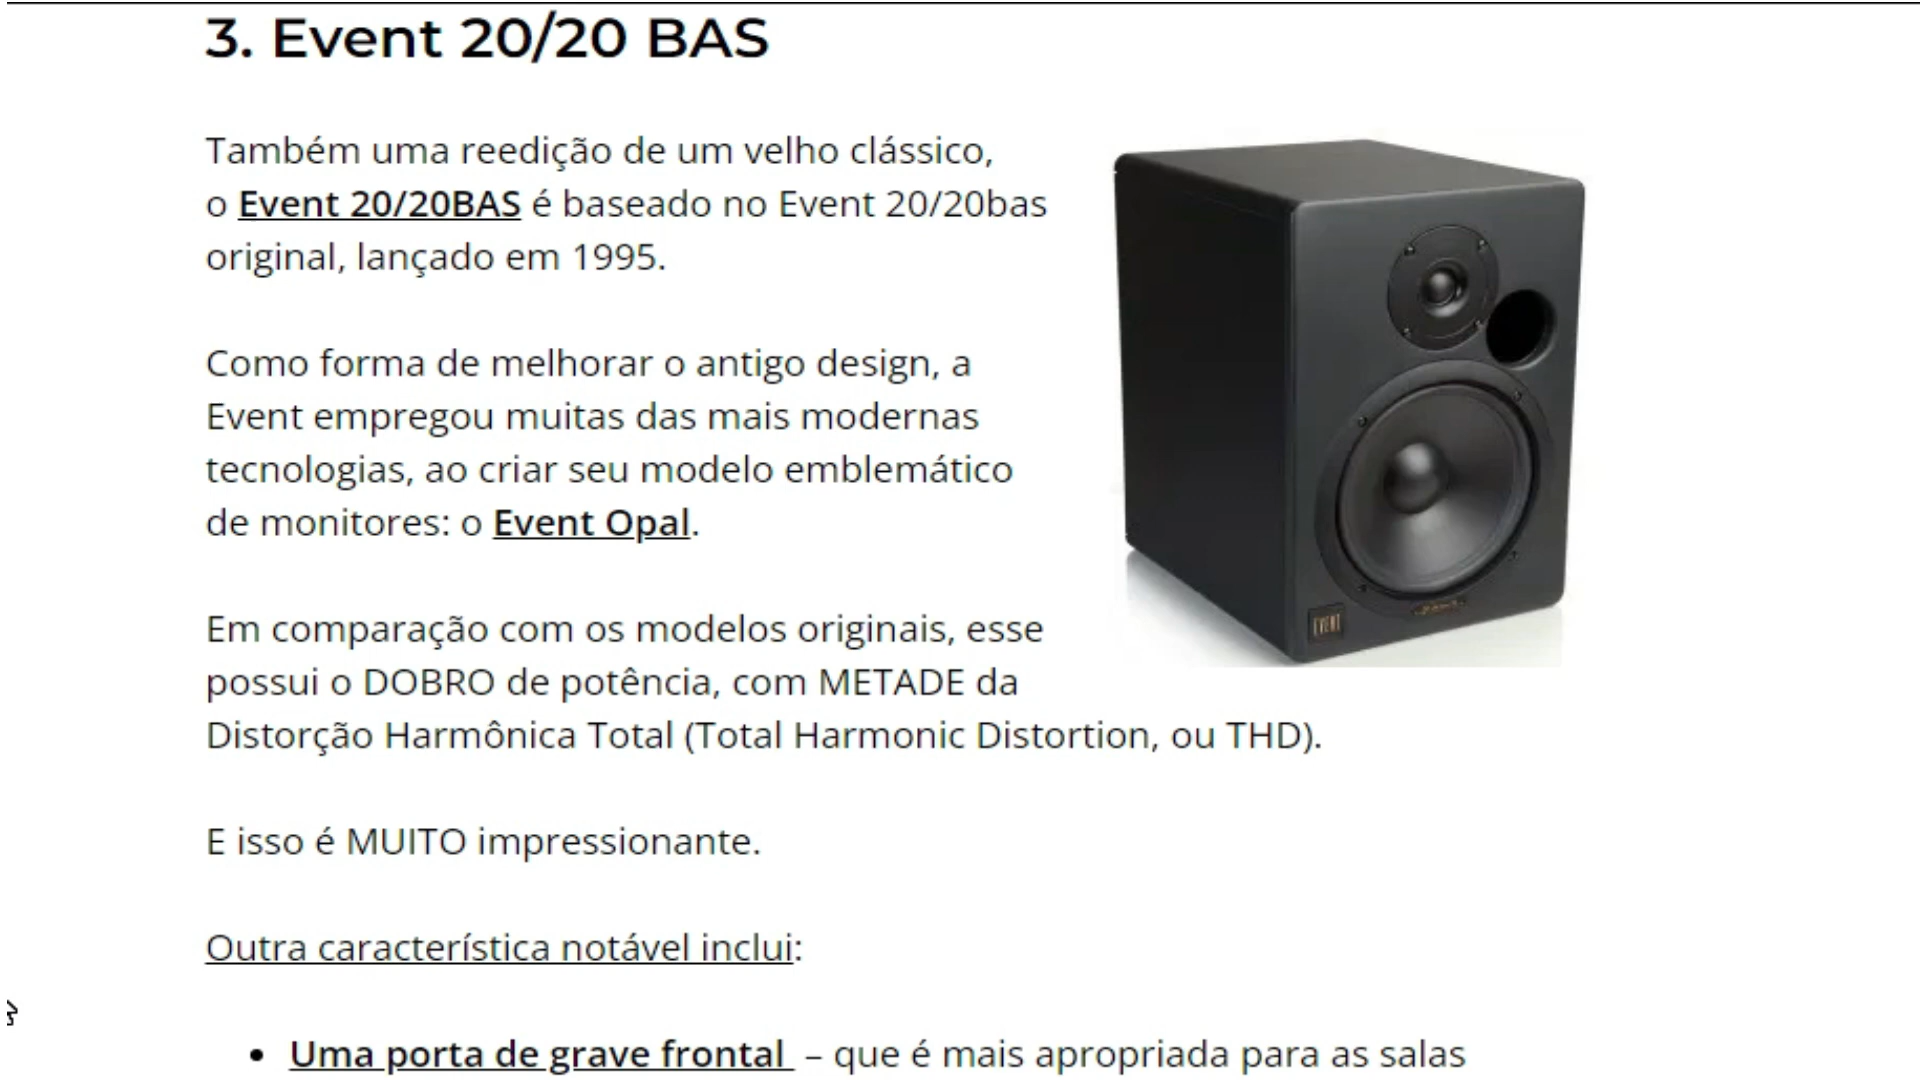 3. Event 20/20 BAS
Também uma reedição de um velho clássico,
o Event 20/20BAS é baseado no Event 20/20bas
original, lançado em 1995.
Como forma de melhorar o antigo design, a
Event empregou muitas das mais modernas
tecnologias, ao criar seu modelo emblemático
de monitores: o Event Opal.
Em comparação com os modelos originais, esse
possui o DOBRO de potência, com METADE da
Distorção Harmônica Total (Total Harmonic Distortion, ou THD).
E isso é MUITO impressionante.
Outra característica notável inclui:
• Uma porta de grave frontal – que é mais apropriada para as salas
EVENT